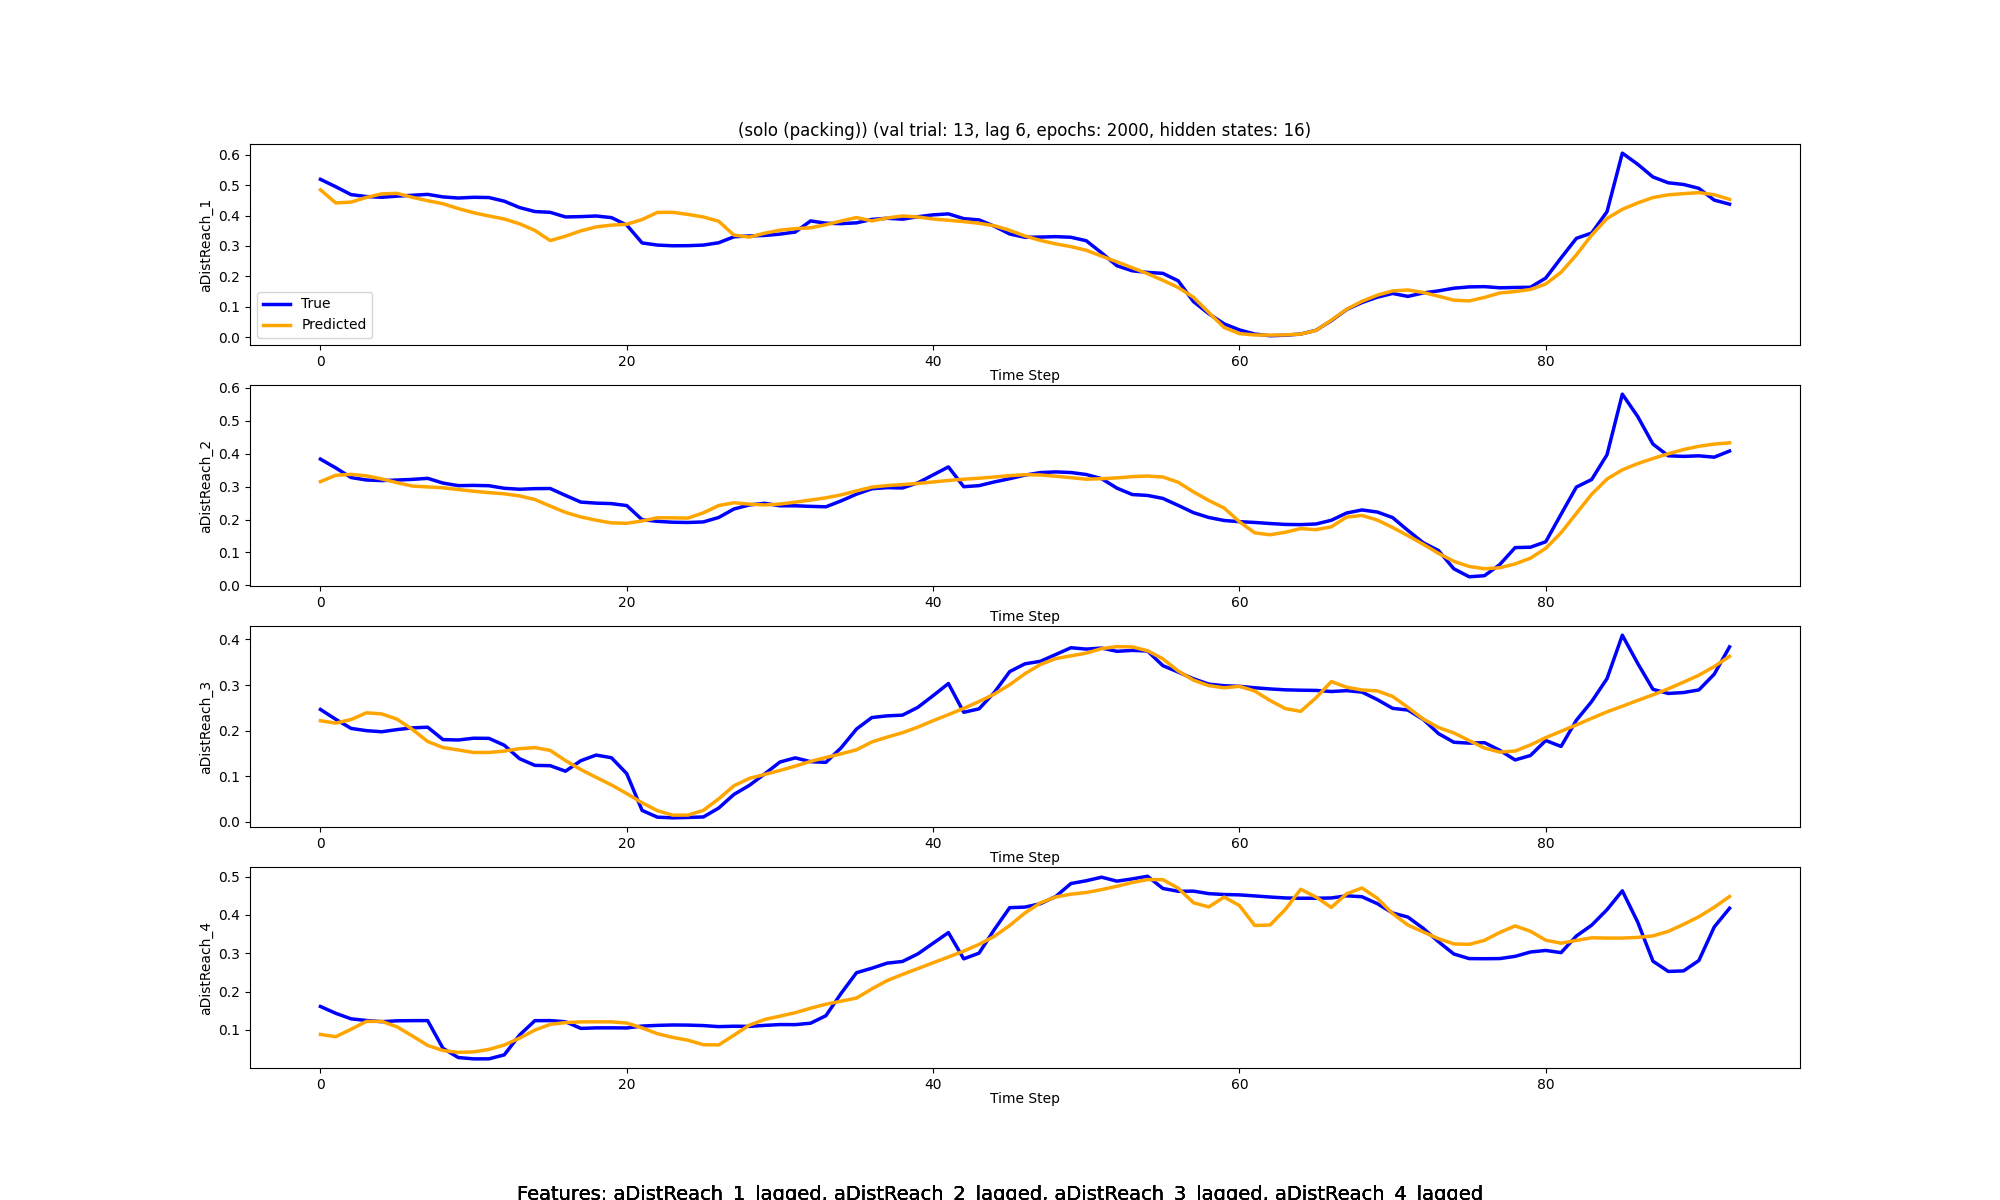 (solo (packing)) (val trial: 13, lag 6, epochs: 2000, hidden states: 16)
0.6
0.5
0.4
0.3
0.2
0.1
0.0
aDistReach_1
True
Predicted
0 20 40 60 80
Time Step
0.6
0.5
0.4
0.3
0.2
0.1
0.0
aDistReach_2
0 20 40 60 80
Time Step
0.4
0.3
0.2
0.1
0.0
aDistReach_3
0 20 40 60 80
Time Step
0.5
0.4
0.3
0.2
0.1
aDistReach_4
0 20 40 60 80
Time Step
Features: aDistReach_1_lagged, aDistReach_2_lagged, aDistReach_3_lagged, aDistReach_4_lagged